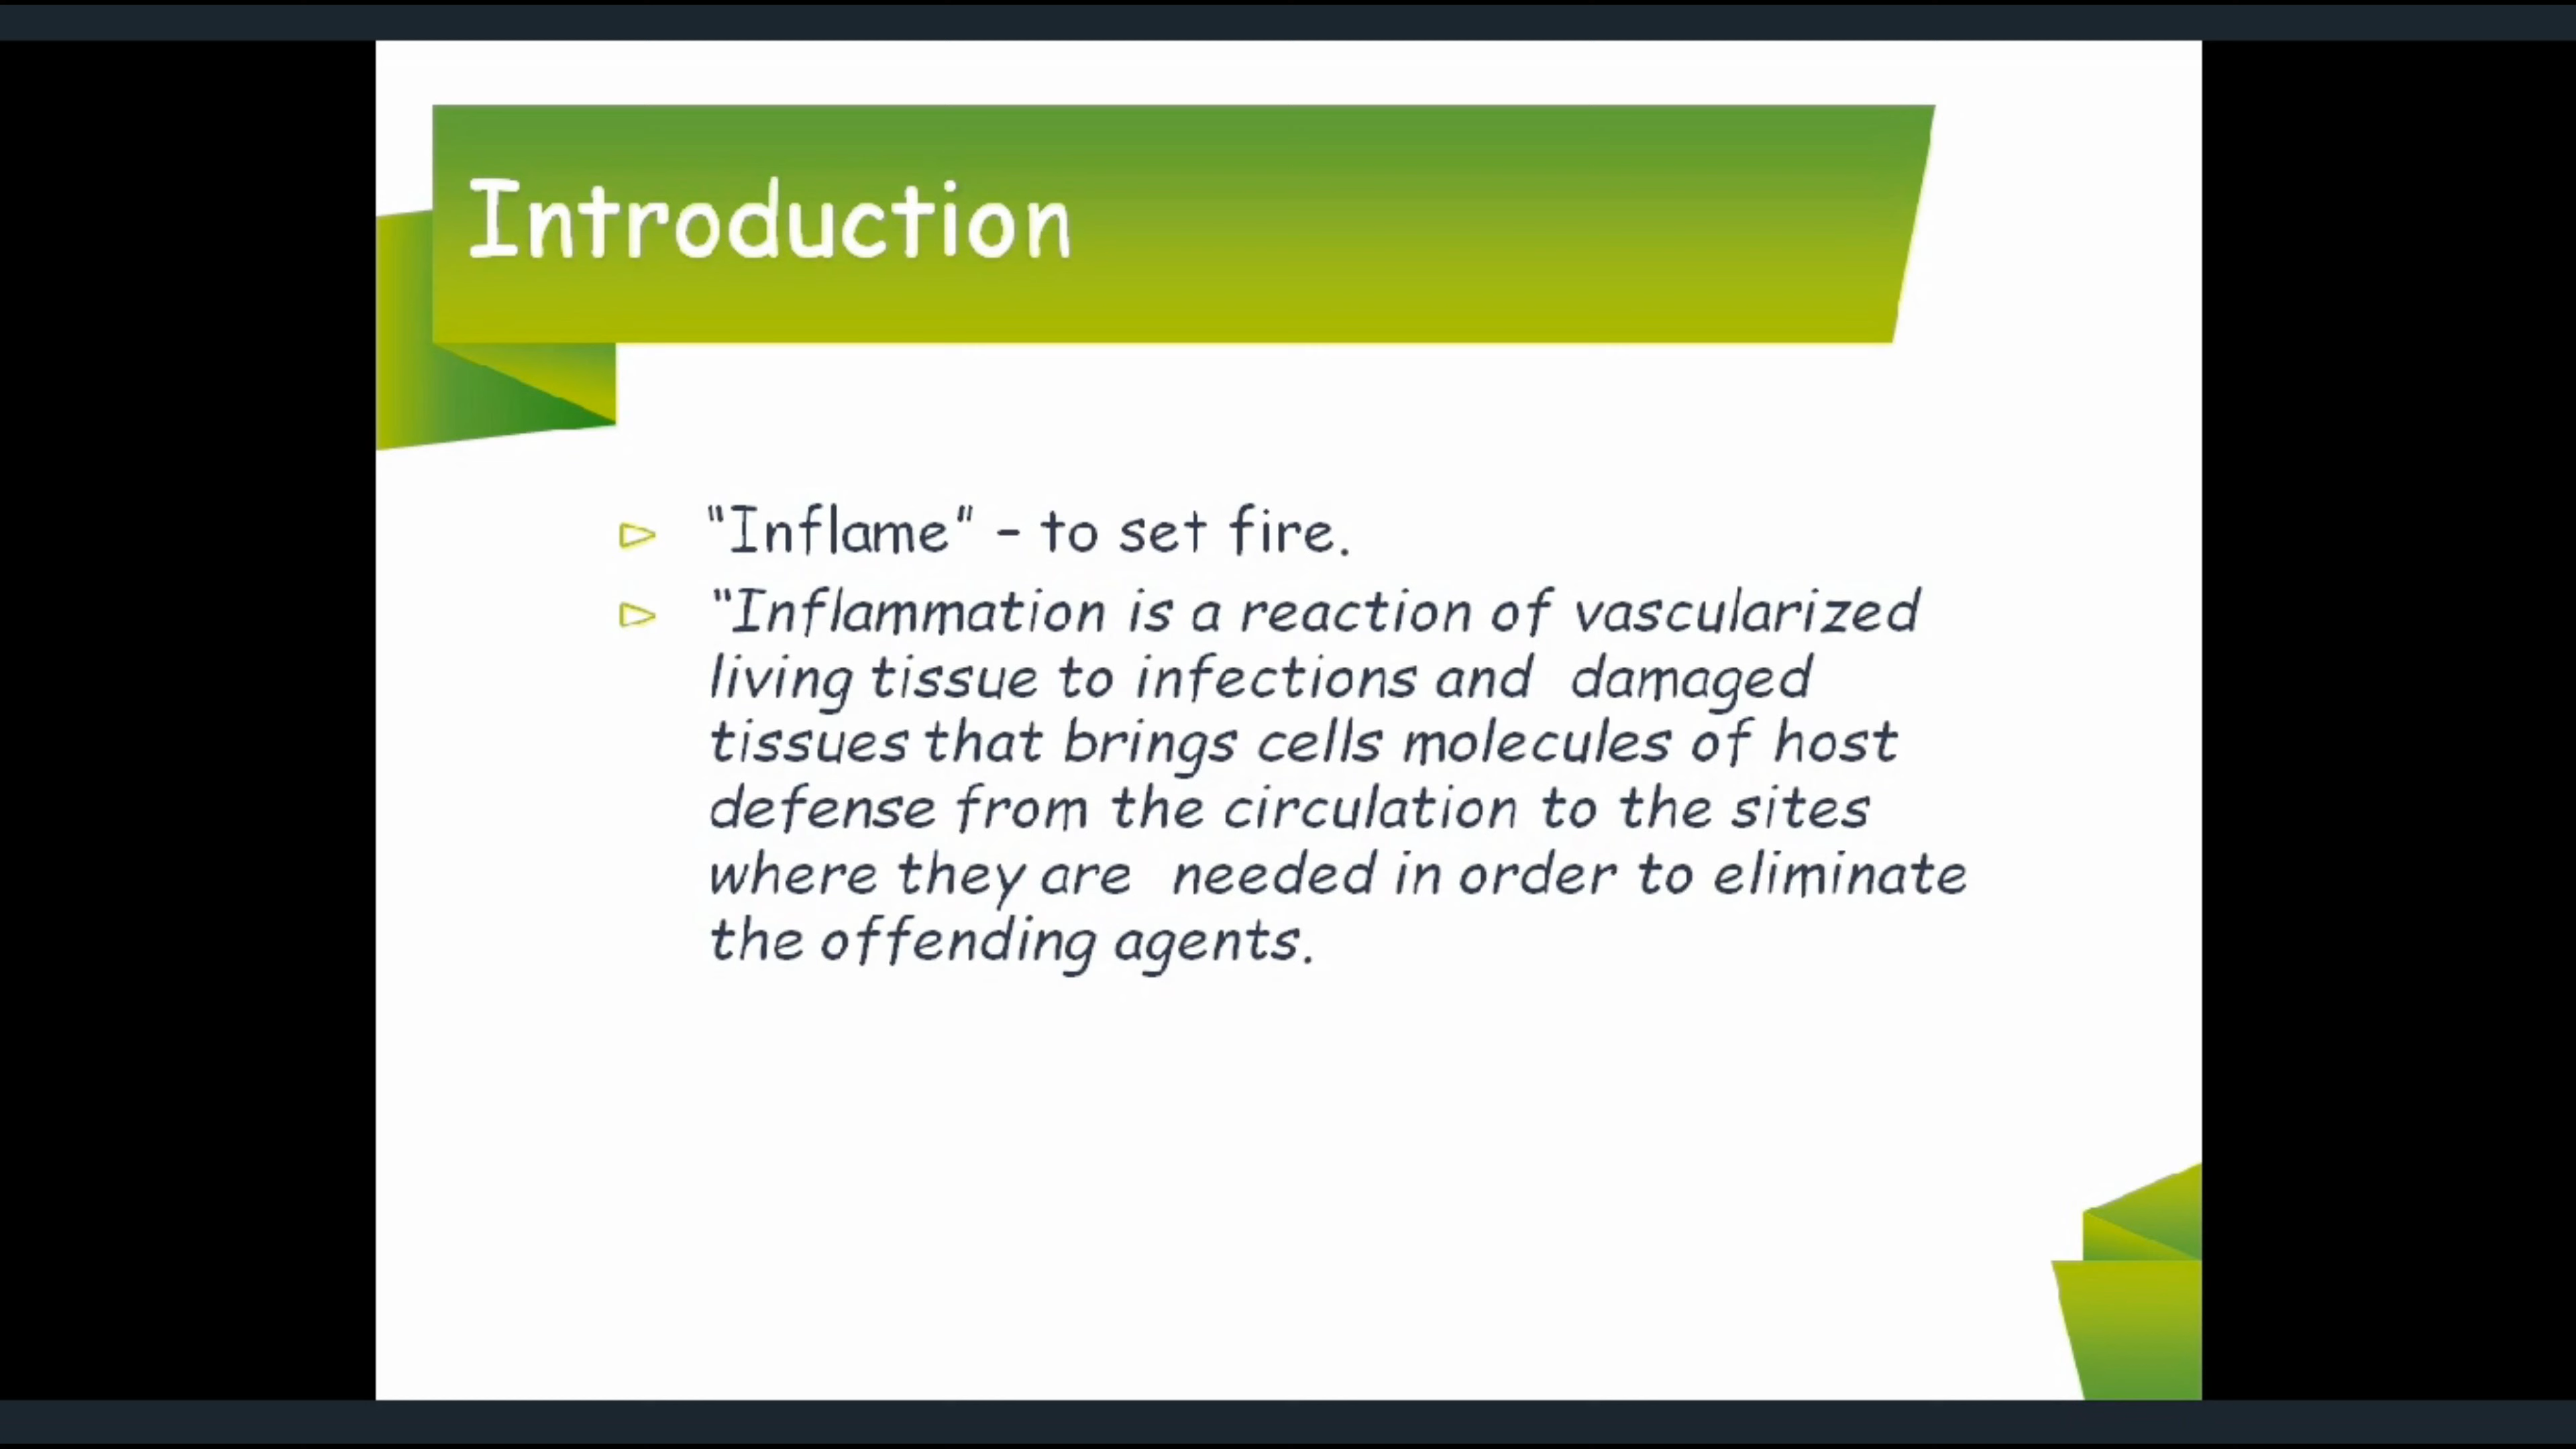 Introduction
"Inflame" - to set fire.
"Inflammation is a reaction of vascularized
living tissue to infections and damaged
tissues that brings cells molecules of host
defense from the circulation to the sites
where they are needed in order to eliminate
the offending agents.